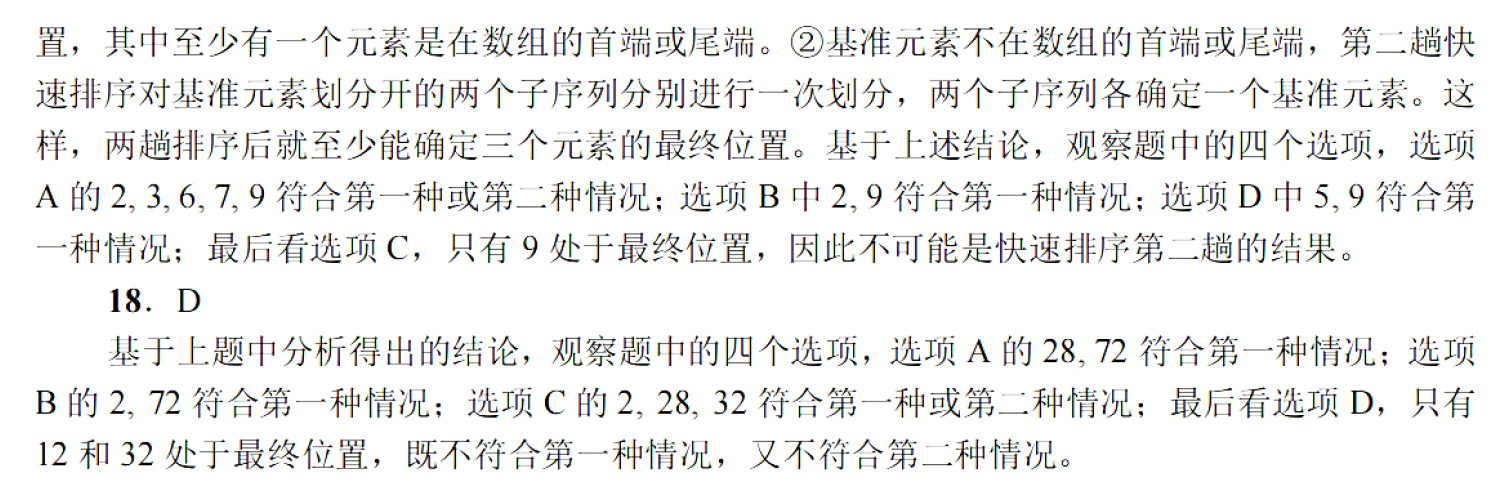 置，其中至少有一个元素是在数组的首端或尾端。②基准元素不在数组的首端或尾端，第二趟快
速排序对基准元素划分开的两个子序列分别进行一次划分，两个子序列各确定一个基准元素。这
样，两趟排序后就至少能确定三个元素的最终位置。基于上述结论，观察题中的四个选项，选项
A 的 2, 3, 6, 7, 9 符合第一种或第二种情况；选项 B 中 2, 9 符合第一种情况；选项 D 中 5, 9 符合第
一种情况；最后看选项 C，只有 9 处于最终位置，因此不可能是快速排序第二趟的结果。
18．D
基于上题中分析得出的结论，观察题中的四个选项，选项 A 的 28, 72 符合第一种情况；选项
B 的 2, 72 符合第一种情况；选项 C 的 2, 28, 32 符合第一种或第二种情况；最后看选项 D，只有
12 和 32 处于最终位置，既不符合第一种情况，又不符合第二种情况。